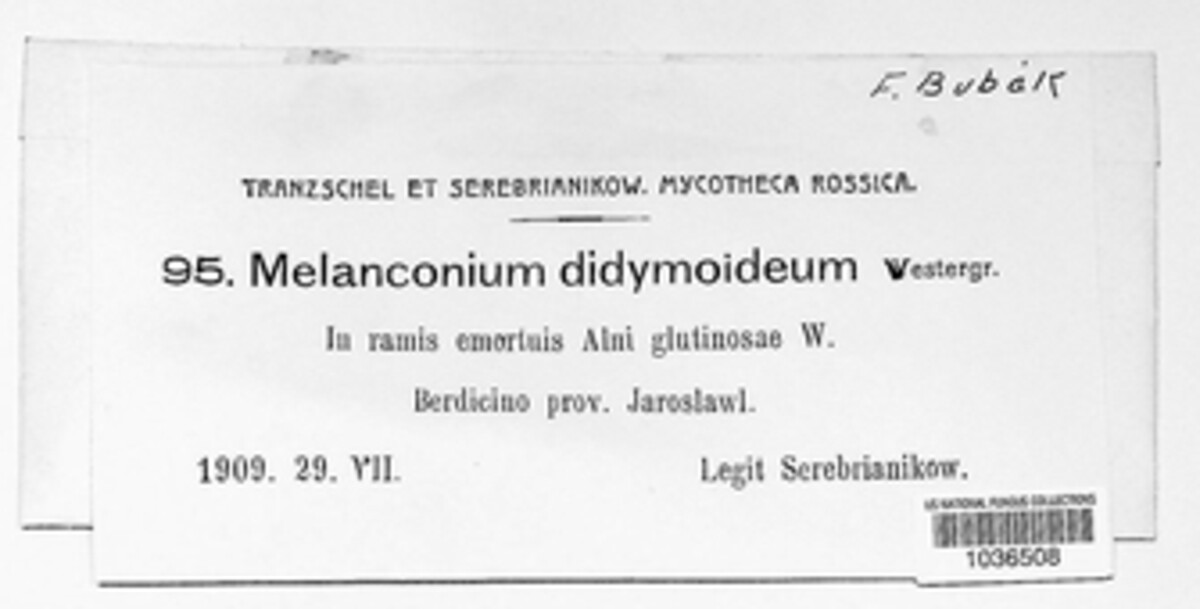 F. Bubák
TRANZSCHEL ET SEREBRIANIKOW. MYCOTHECA ROSSICA.
95. Melanconium didymoideum Vestergr.
In ramis emortuis Alni glutinosae W.
Berdicino prov. Jaroslawl.
1909. 29. VII. Legit Serebrianikow.
US NATIONAL FUNGUS COLLECTIONS
1036508